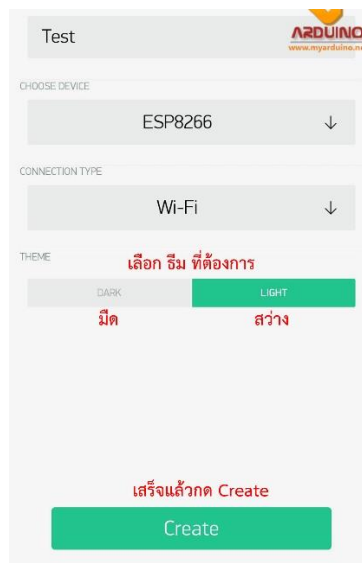 Test
ARDUINO
www.myarduino.ne
CHOOSE DEVICE
ESP8266
CONNECTION TYPE
Wi-Fi
THEME
เลือก ธีม ที่ต้องการ
DARK
LIGHT
มืด
สว่าง
เสร็จแล้วกด Create
Create